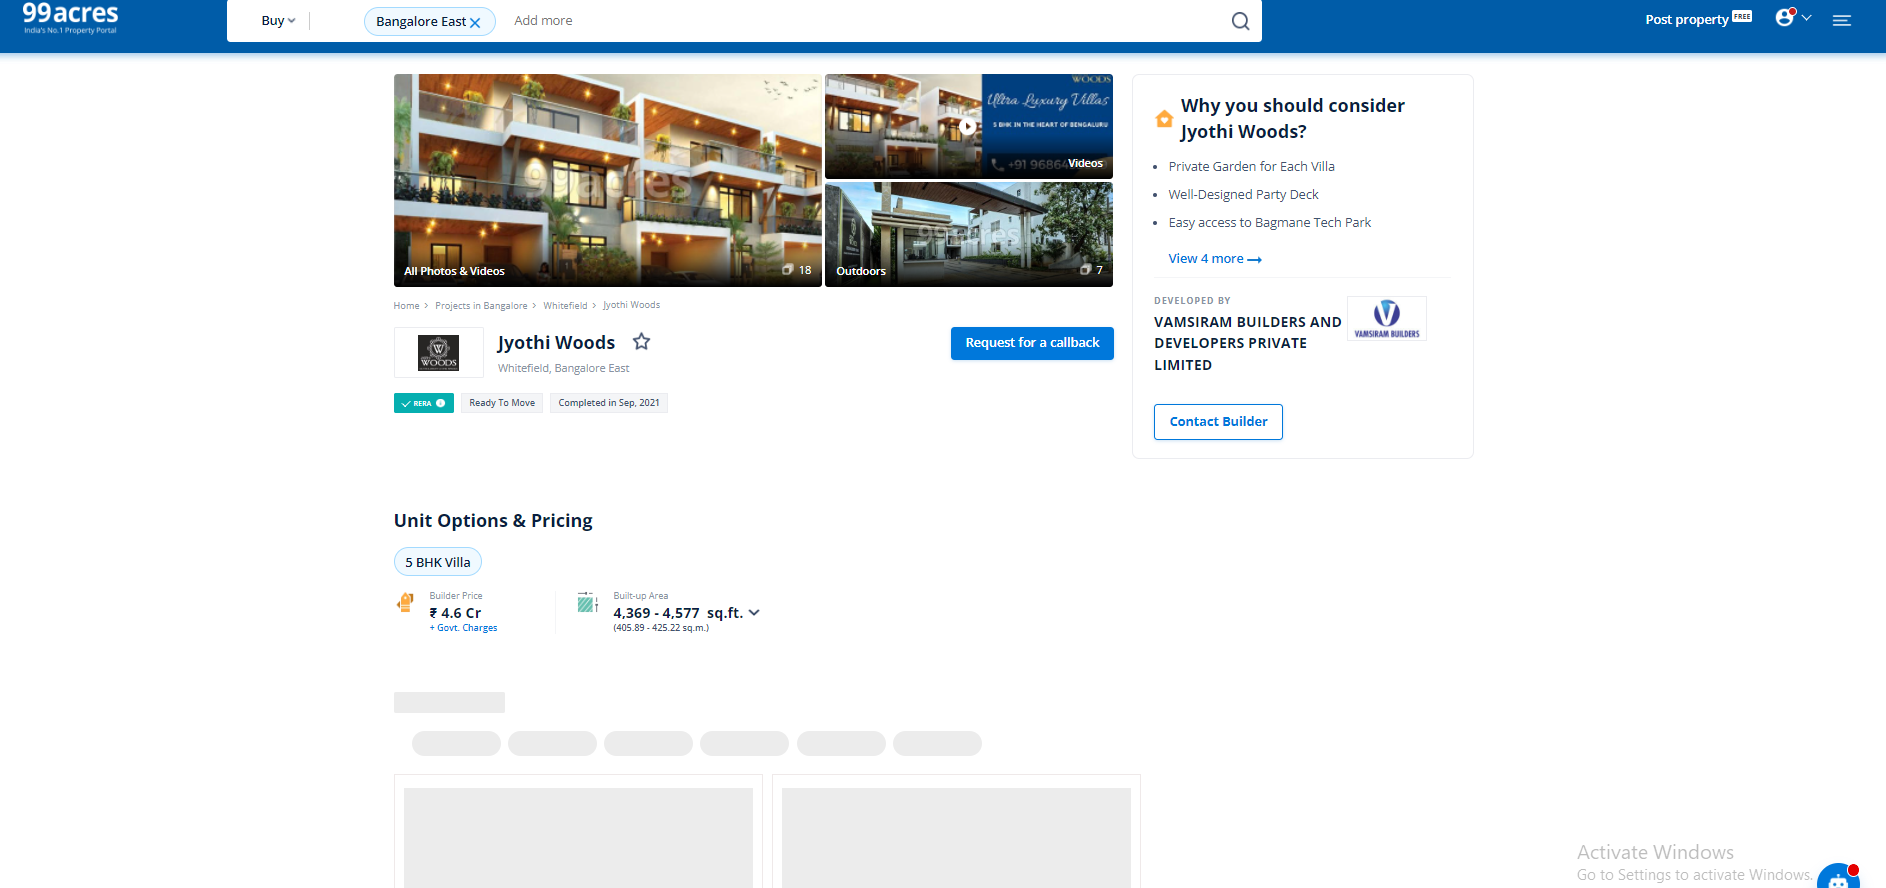 99acres
India's No.1 Property Portal
Buy
Bangalore East
Add more
Post property FREE
99acres
All Photos & Videos
18
WOODS
Ultra Luxury Villas
5 BHK IN THE HEART OF BENGALURU
Videos
99acres
Outdoors
7
Home > Projects in Bangalore > Whitefield > Jyothi Woods
WOODS
Jyothi Woods
Whitefield, Bangalore East
Request for a callback
RERA
Ready To Move
Completed in Sep, 2021
Why you should consider
Jyothi Woods?
Private Garden for Each Villa
Well-Designed Party Deck
Easy access to Bagmane Tech Park
View 4 more
DEVELOPED BY
VAMSIRAM BUILDERS AND
DEVELOPERS PRIVATE
LIMITED
VAMSIRAM BUILDERS
Contact Builder
Unit Options & Pricing
5 BHK Villa
Builder Price
₹ 4.6 Cr
+ Govt. Charges
Built-up Area
4,369 - 4,577 sq.ft.
(405.89 - 425.22 sq.m.)
Activate Windows
Go to Settings to activate Windows.